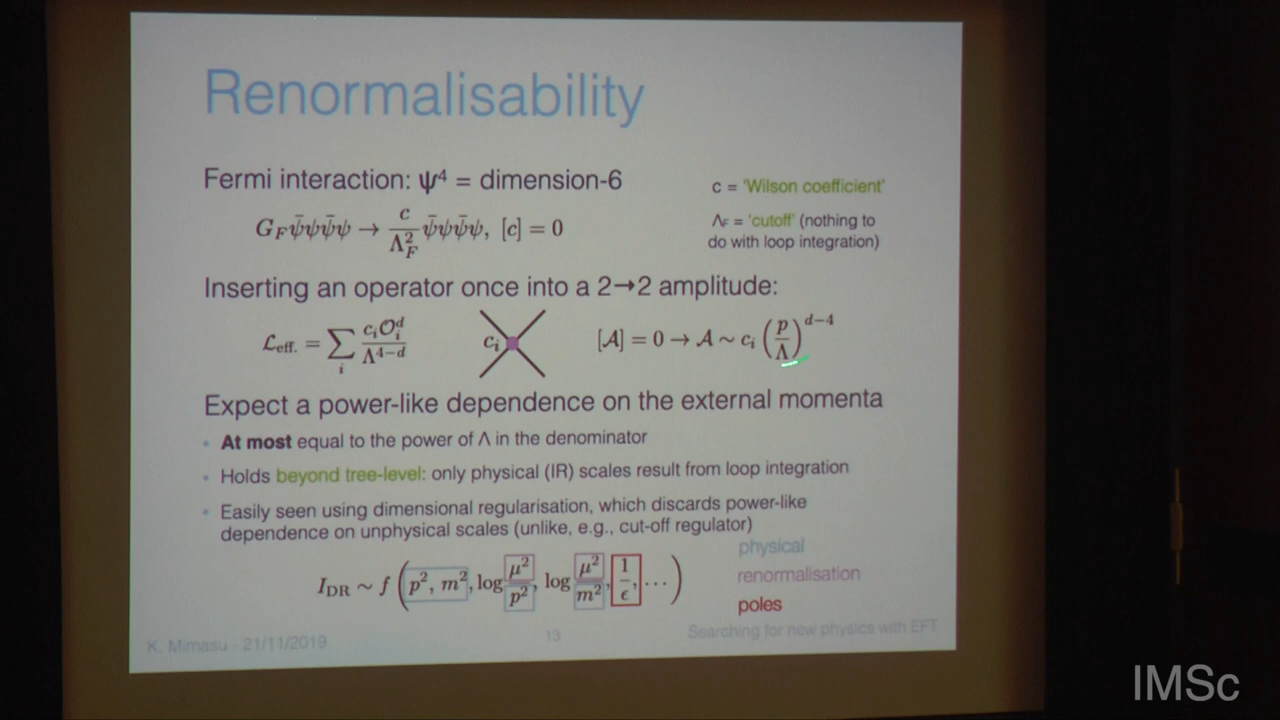 Renormalisability
Fermi interaction: ψ⁴ = dimension-6
c = 'Wilson coefficient'
G_F ψ̄ψψ̄ψ → c/Λ_F² ψ̄ψψ̄ψ, [c] = 0
Λ_F = 'cutoff' (nothing to
do with loop integration)
Inserting an operator once into a 2→2 amplitude:
ℒ_eff. = ∑_i c_i 𝒪_i^d / Λ^{4−d}
c_i
[𝒜] = 0 → 𝒜 ~ c_i (p/Λ)^{d−4}
Expect a power-like dependence on the external momenta
• At most equal to the power of Λ in the denominator
• Holds beyond tree-level: only physical (IR) scales result from loop integration
• Easily seen using dimensional regularisation, which discards power-like
dependence on unphysical scales (unlike, e.g., cut-off regulator)
physical
I_DR ~ f (p², m², log μ²/p², log μ²/m², 1/ϵ, …)
renormalisation
poles
K. Mimasu - 21/11/2019
13
Searching for new physics with EFT
IMSc